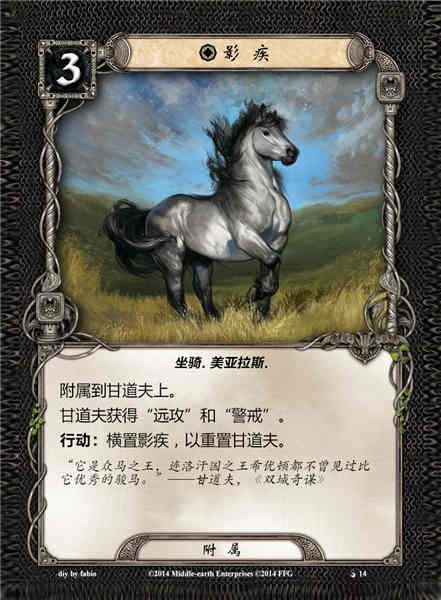 影疾
3
坐骑. 美亚拉斯.
附属到甘道夫上。
甘道夫获得“远攻”和“警戒”。
行动：横置影疾，以重置甘道夫。
“它是众马之王，连洛汗国之王希优顿都不曾见过比
它优秀的骏马。”——甘道夫，《双城奇谋》
附属
diy by fabio ©2014 Middle-earth Enterprises ©2014 FFG 14